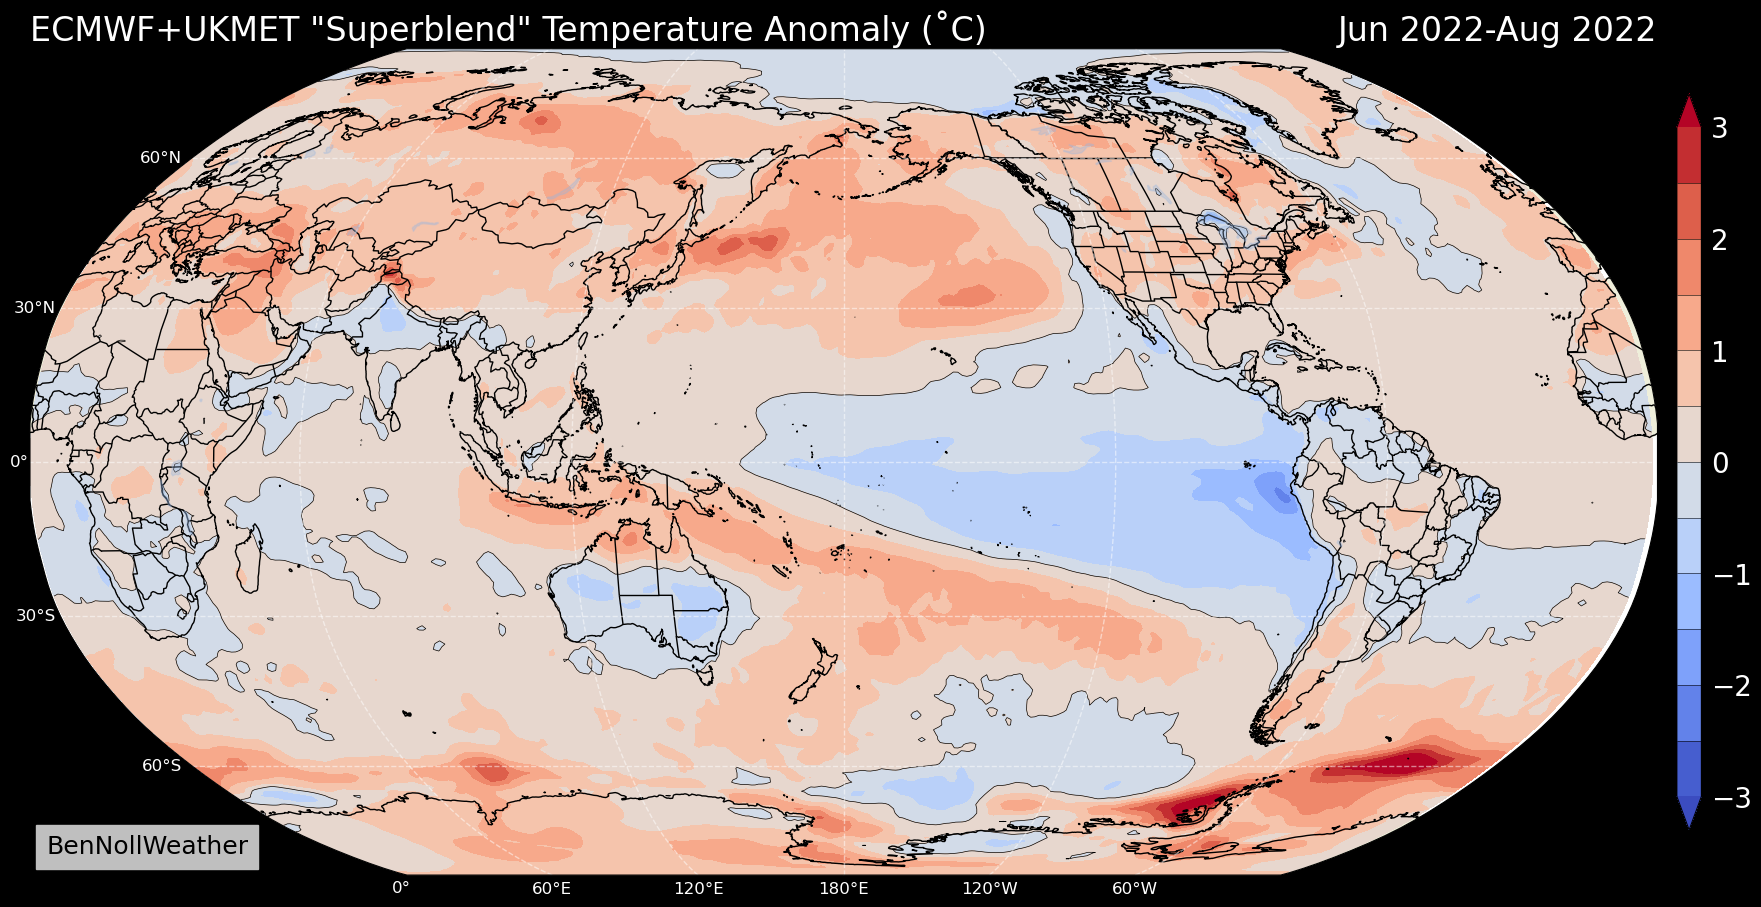 ECMWF+UKMET "Superblend" Temperature Anomaly (˚C)
Jun 2022-Aug 2022
60°N
30°N
0°
30°S
60°S
3
2
1
0
−1
−2
−3
BenNollWeather
0°
60°E
120°E
180°E
120°W
60°W